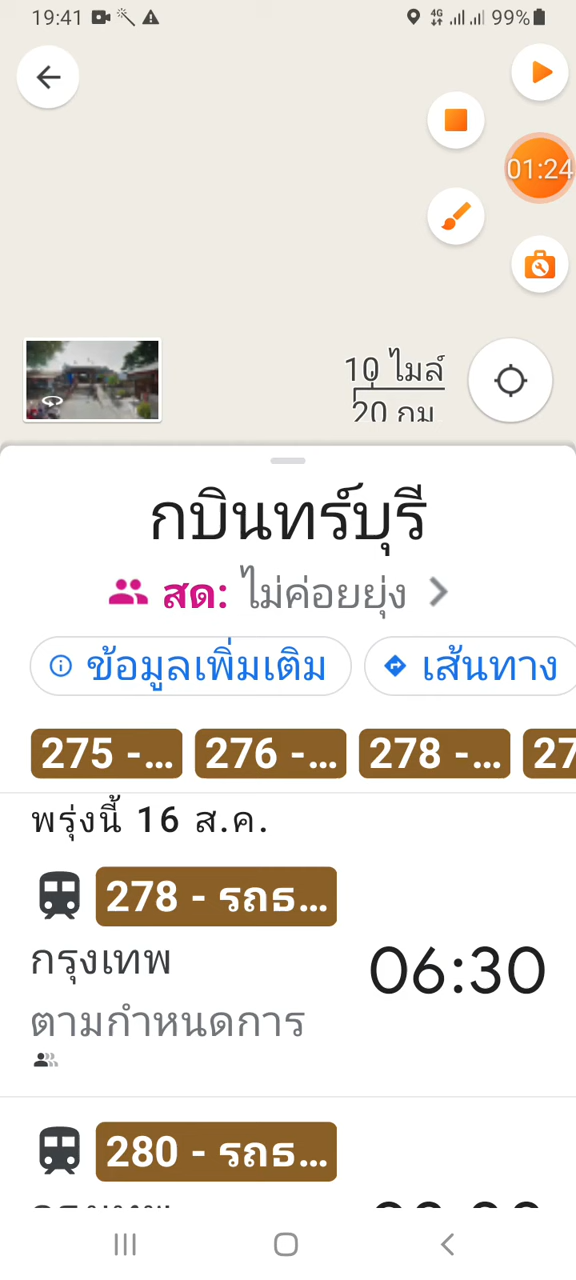 19:41 4G 99%
01:24
10 ไมล์
20 กม
กบินทร์บุรี
สด: ไม่ค่อยยุ่ง
ข้อมูลเพิ่มเติม เส้นทาง
275 -... 276 -... 278 -... 27
พรุ่งนี้ 16 ส.ค.
278 - รถธ...
กรุงเทพ 06:30
ตามกำหนดการ
280 - รถธ...